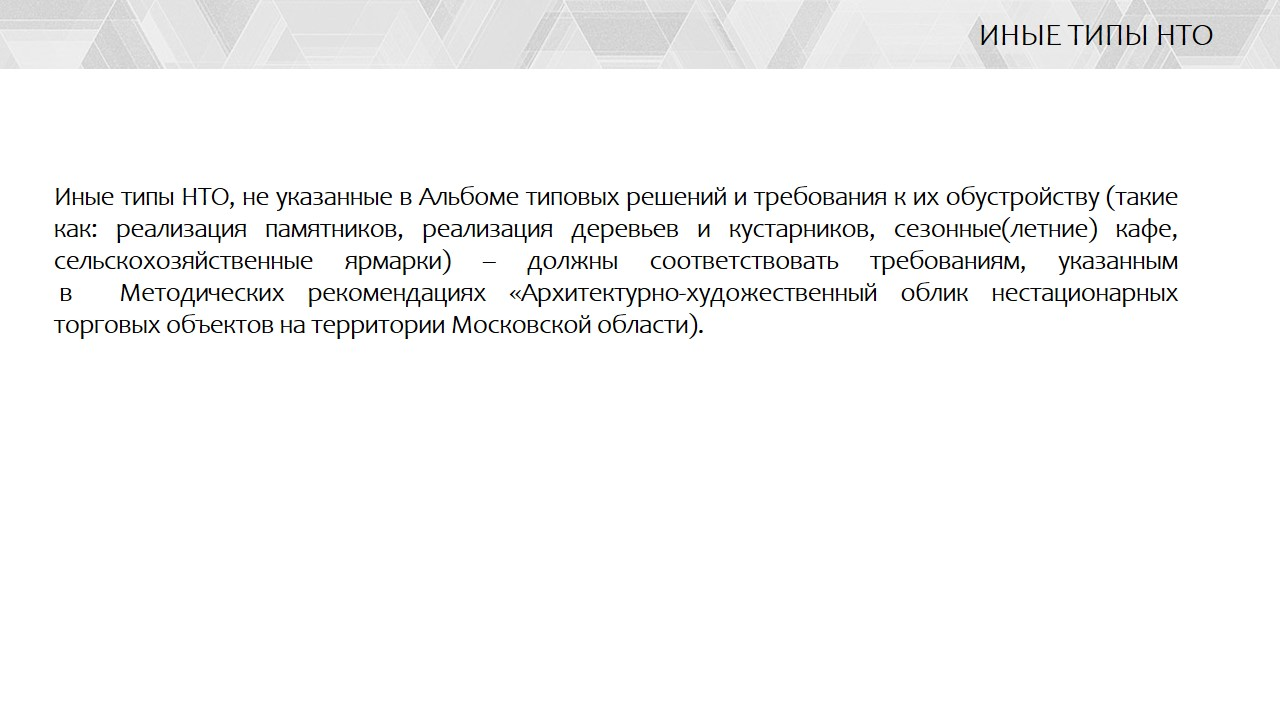 ИНЫЕ ТИПЫ НТО
Иные типы НТО, не указанные в Альбоме типовых решений и требования к их обустройству (такие
как: реализация памятников, реализация деревьев и кустарников, сезонные(летние) кафе,
сельскохозяйственные ярмарки) – должны соответствовать требованиям, указанным
в Методических рекомендациях «Архитектурно-художественный облик нестационарных
торговых объектов на территории Московской области).